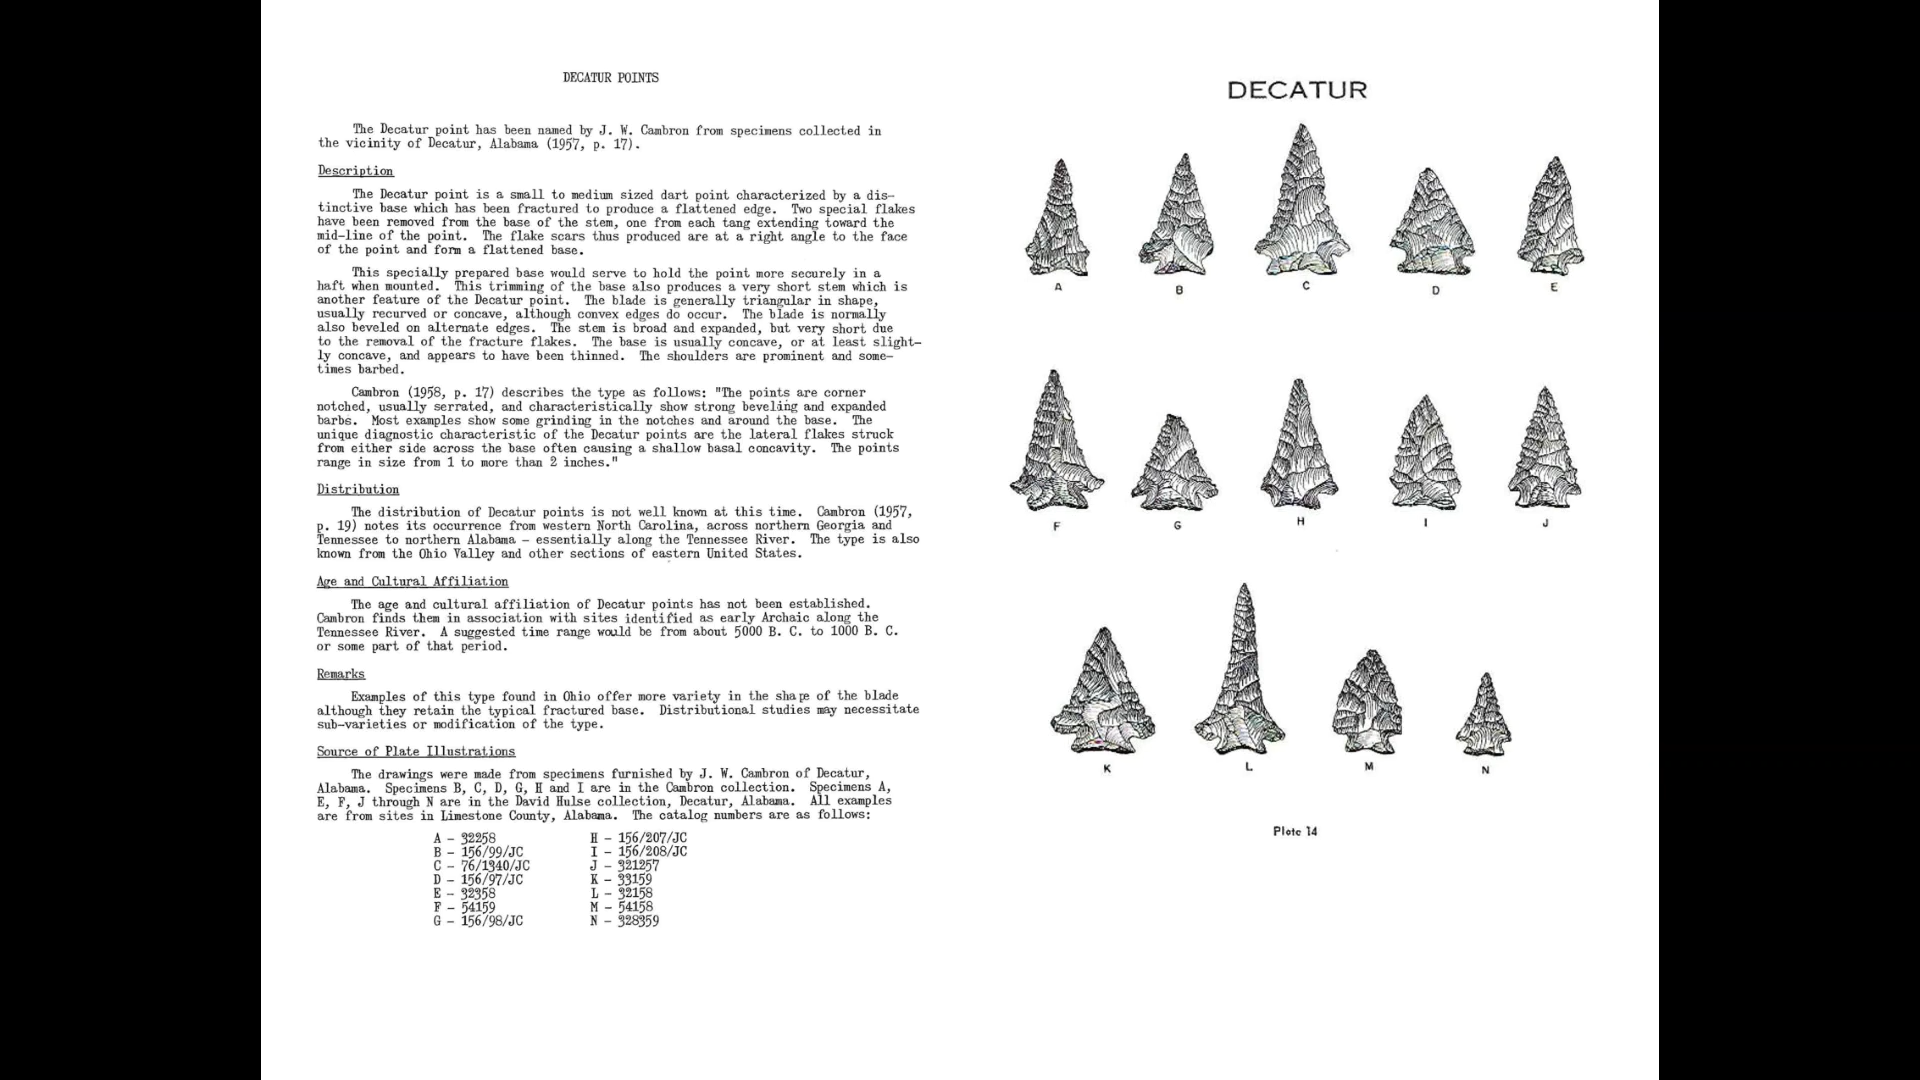 DECATUR POINTS
The Decatur point has been named by J. W. Cambron from specimens collected in
the vicinity of Decatur, Alabama (1957, p. 17).
Description
The Decatur point is a small to medium sized dart point characterized by a dis-
tinctive base which has been fractured to produce a flattened edge. Two special flakes
have been removed from the base of the stem, one from each tang extending toward the
mid-line of the point. The flake scars thus produced are at a right angle to the face
of the point and form a flattened base.
This specially prepared base would serve to hold the point more securely in a
haft when mounted. This trimming of the base also produces a very short stem which is
another feature of the Decatur point. The blade is generally triangular in shape,
usually recurved or concave, although convex edges do occur. The blade is normally
also beveled on alternate edges. The stem is broad and expanded, but very short due
to the removal of the fracture flakes. The base is usually concave, or at least slight-
ly concave, and appears to have been thinned. The shoulders are prominent and some-
times barbed.
Cambron (1958, p. 17) describes the type as follows: "The points are corner
notched, usually serrated, and characteristically show strong beveling and expanded
barbs. Most examples show some grinding in the notches and around the base. The
unique diagnostic characteristic of the Decatur points are the lateral flakes struck
from either side across the base often causing a shallow basal concavity. The points
range in size from 1 to more than 2 inches."
Distribution
The distribution of Decatur points is not well known at this time. Cambron (1957,
p. 19) notes its occurrence from western North Carolina, across northern Georgia and
Tennessee to northern Alabama - essentially along the Tennessee River. The type is also
known from the Ohio Valley and other sections of eastern United States.
Age and Cultural Affiliation
The age and cultural affiliation of Decatur points has not been established.
Cambron finds them in association with sites identified as early Archaic along the
Tennessee River. A suggested time range would be from about 5000 B. C. to 1000 B. C.
or some part of that period.
Remarks
Examples of this type found in Ohio offer more variety in the shape of the blade
although they retain the typical fractured base. Distributional studies may necessitate
sub-varieties or modification of the type.
Source of Plate Illustrations
The drawings were made from specimens furnished by J. W. Cambron of Decatur,
Alabama. Specimens B, C, D, G, H and I are in the Cambron collection. Specimens A,
E, F, J through N are in the David Hulse collection, Decatur, Alabama. All examples
are from sites in Limestone County, Alabama. The catalog numbers are as follows:
A - 32258
B - 156/99/JC
C - 76/1340/JC
D - 156/97/JC
E - 32358
F - 54159
G - 156/98/JC
H - 156/207/JC
I - 156/208/JC
J - 321257
K - 33159
L - 32158
M - 54158
N - 328359
DECATUR
A B C D E
F G H I J
K L M N
Plate 14